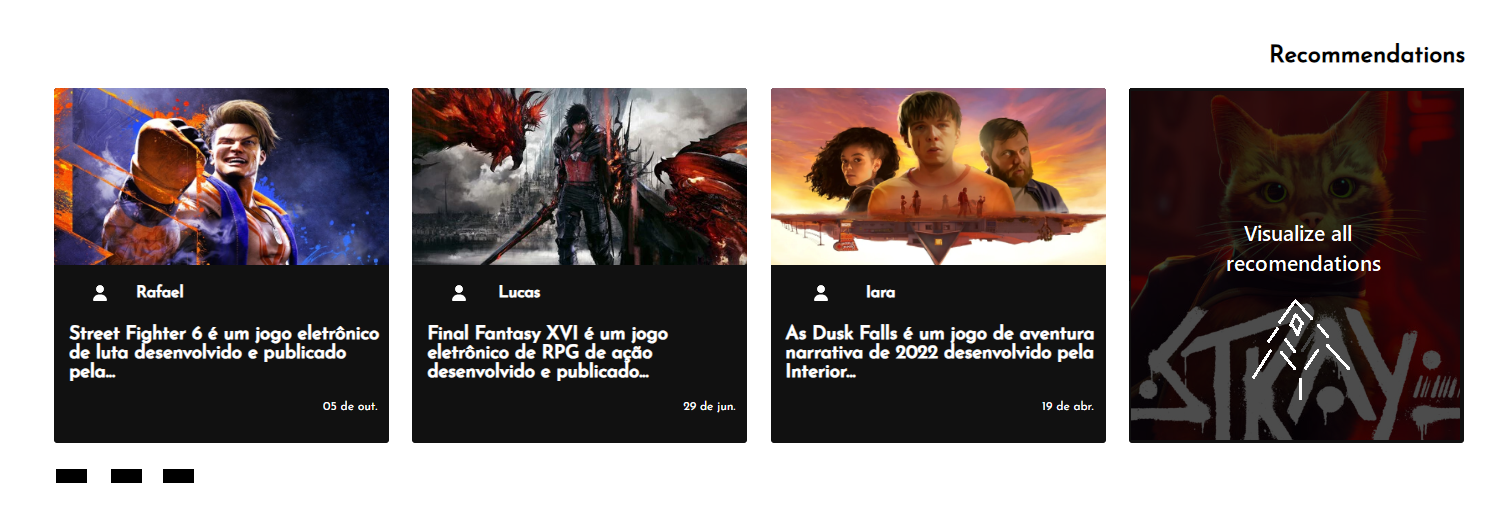 Recommendations
Rafael
Street Fighter 6 é um jogo eletrônico
de luta desenvolvido e publicado
pela...
05 de out.
Lucas
Final Fantasy XVI é um jogo
eletrônico de RPG de ação
desenvolvido e publicado...
29 de jun.
Iara
As Dusk Falls é um jogo de aventura
narrativa de 2022 desenvolvido pela
Interior...
19 de abr.
Visualize all
recomendations
STRAY